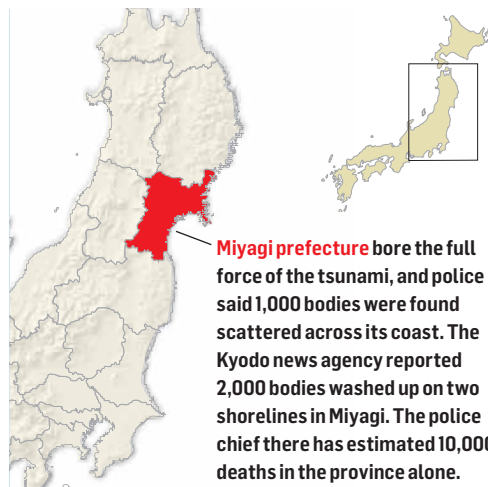 Miyagi prefecture bore the full
force of the tsunami, and police
said 1,000 bodies were found
scattered across its coast. The
Kyodo news agency reported
2,000 bodies washed up on two
shorelines in Miyagi. The police
chief there has estimated 10,000
deaths in the province alone.